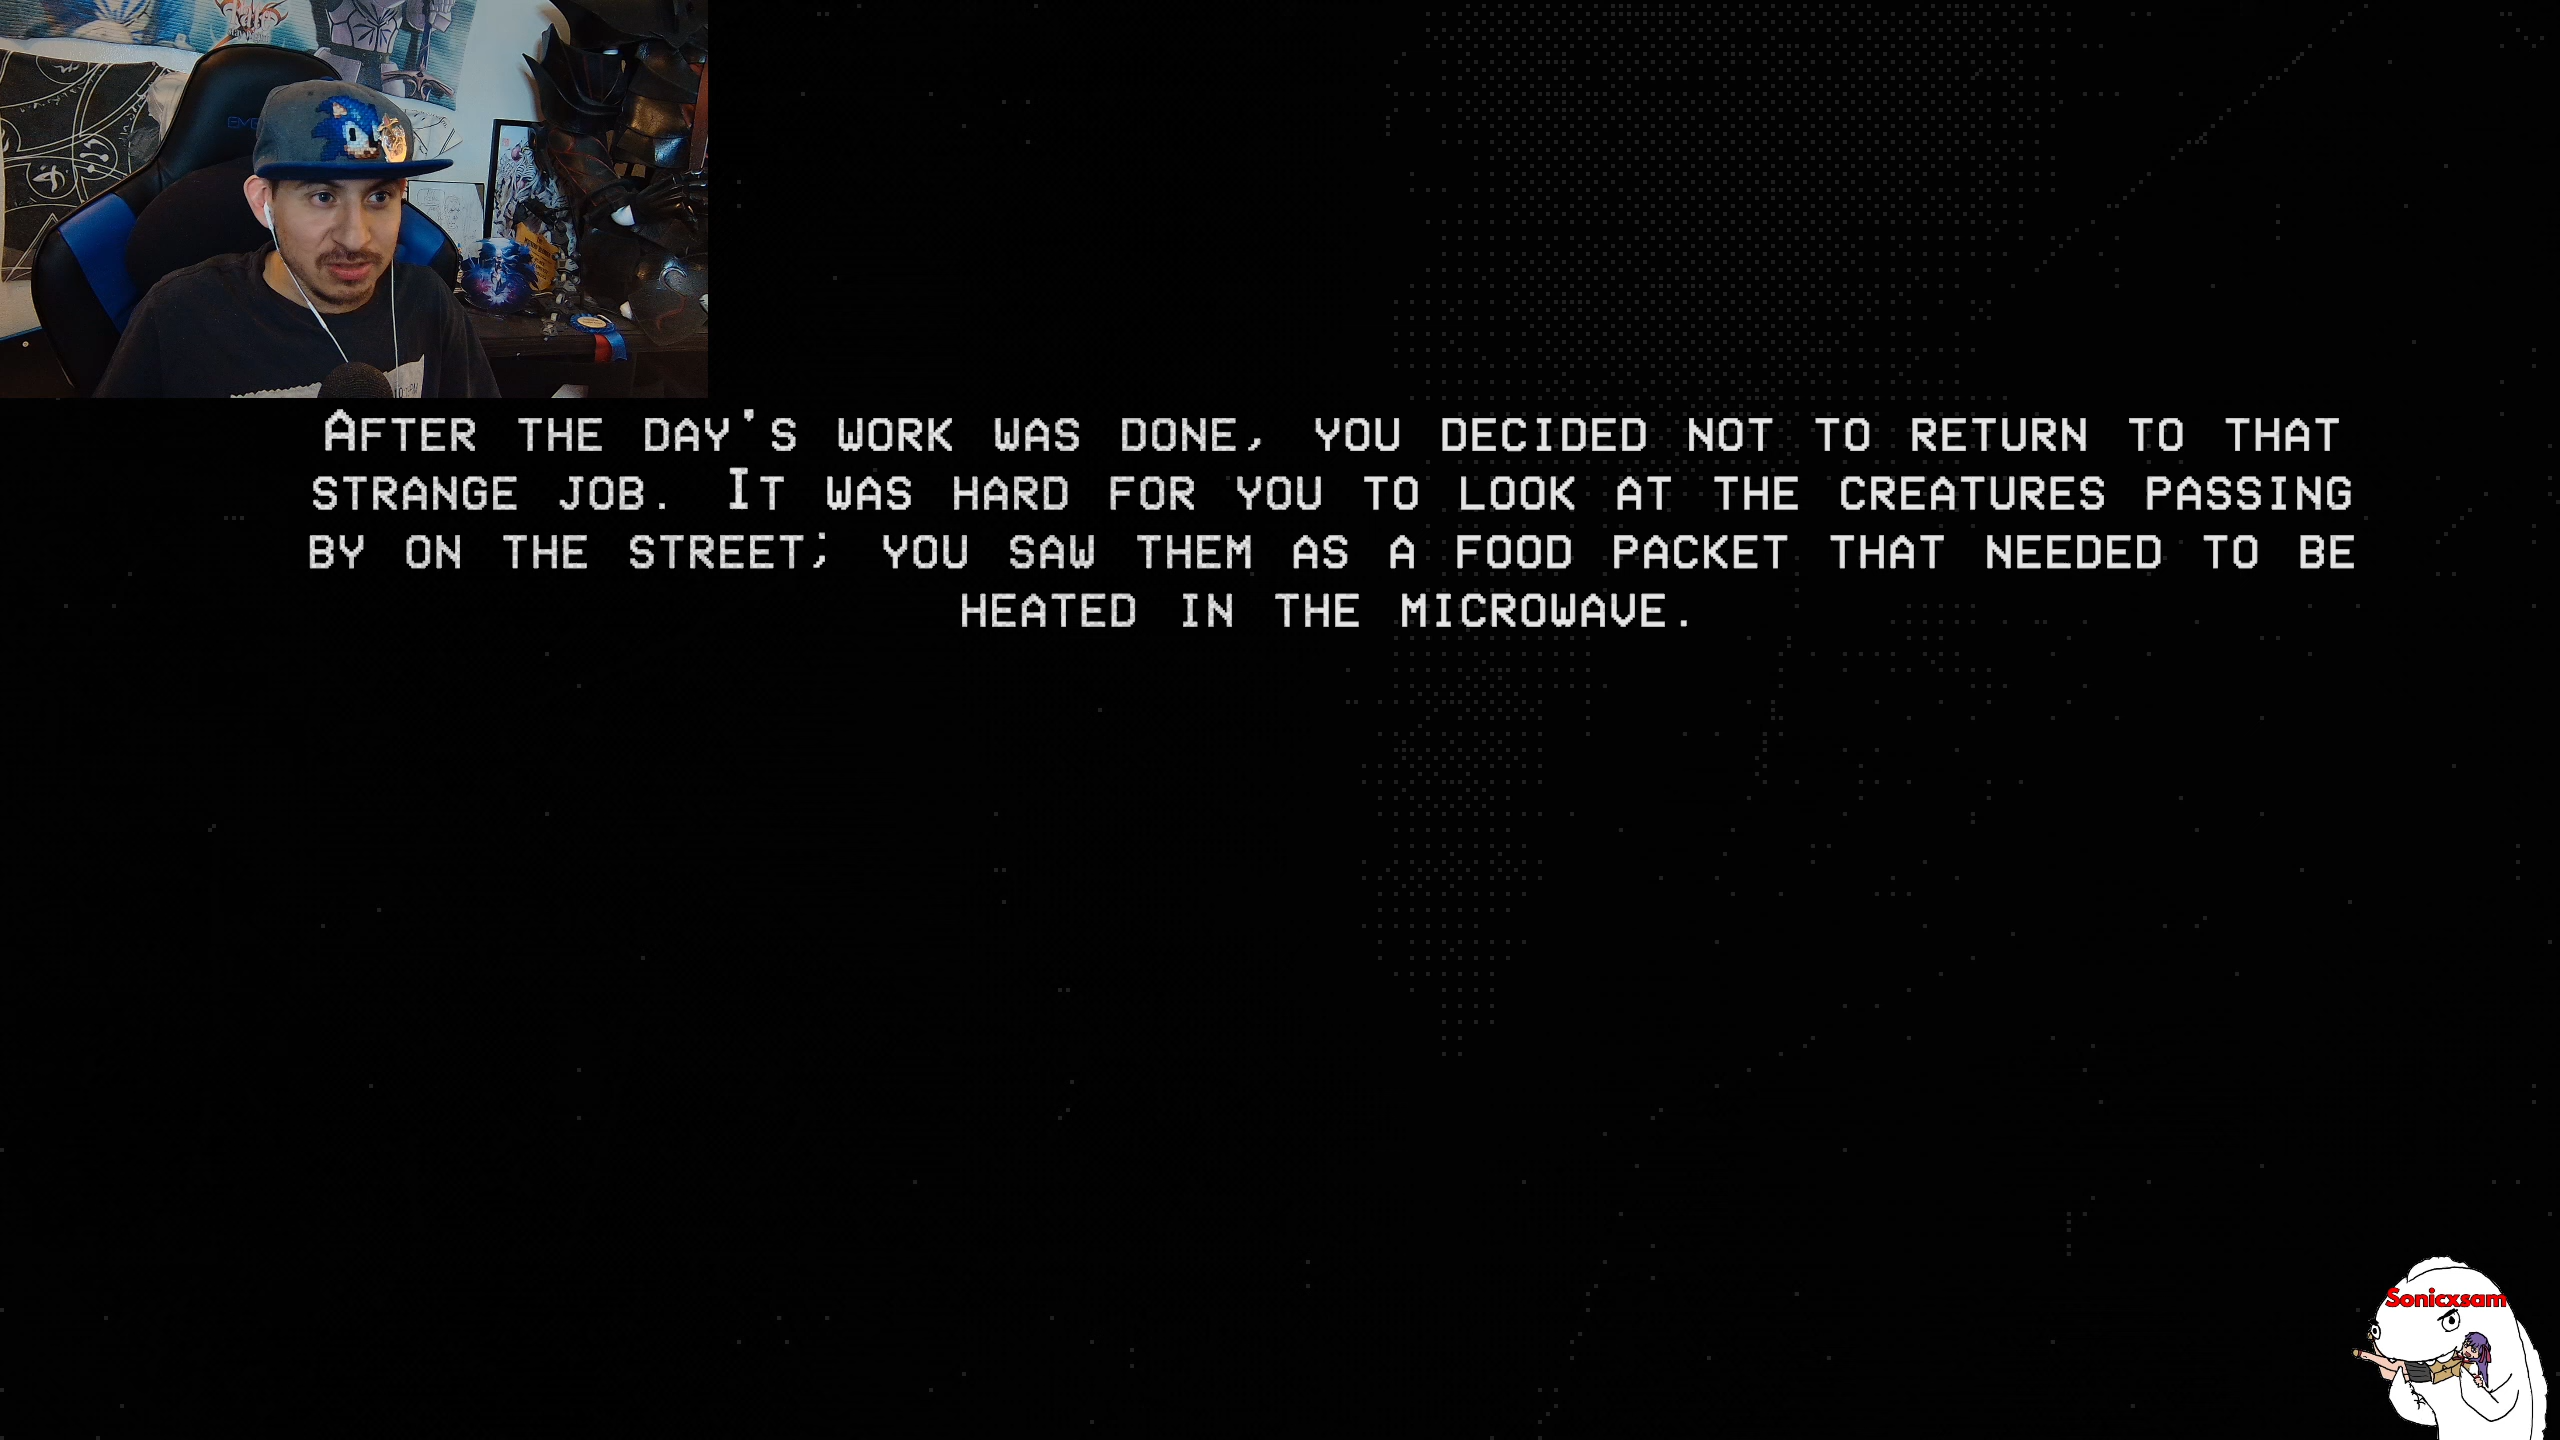 After the day's work was done, you decided not to return to that
strange job. It was hard for you to look at the creatures passing
by on the street; you saw them as a food packet that needed to be
heated in the microwave.
Sonicxsam